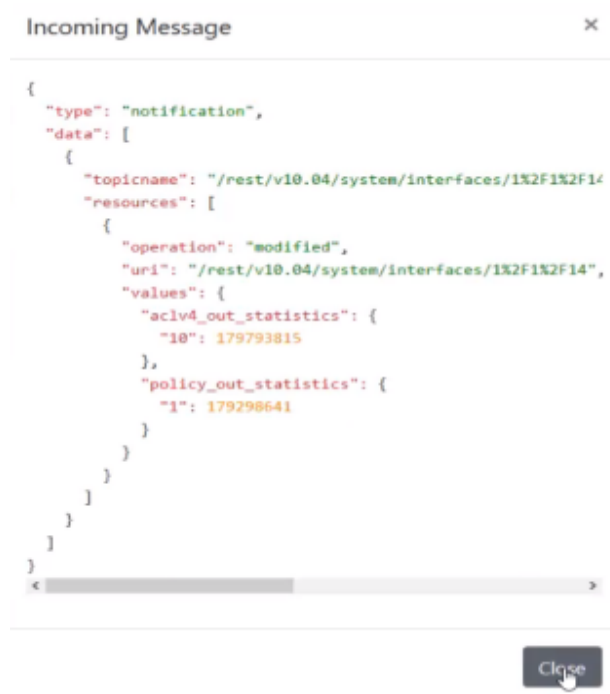 Incoming Message ×
{
"type": "notification",
"data": [
{
"topicname": "/rest/v10.04/system/interfaces/1%2F1%2F14
"resources": [
{
"operation": "modified",
"uri": "/rest/v10.04/system/interfaces/1%2F1%2F14",
"values": {
"aclv4_out_statistics": {
"10": 179793815
},
"policy_out_statistics": {
"1": 179298641
}
}
}
]
}
]
}
Close